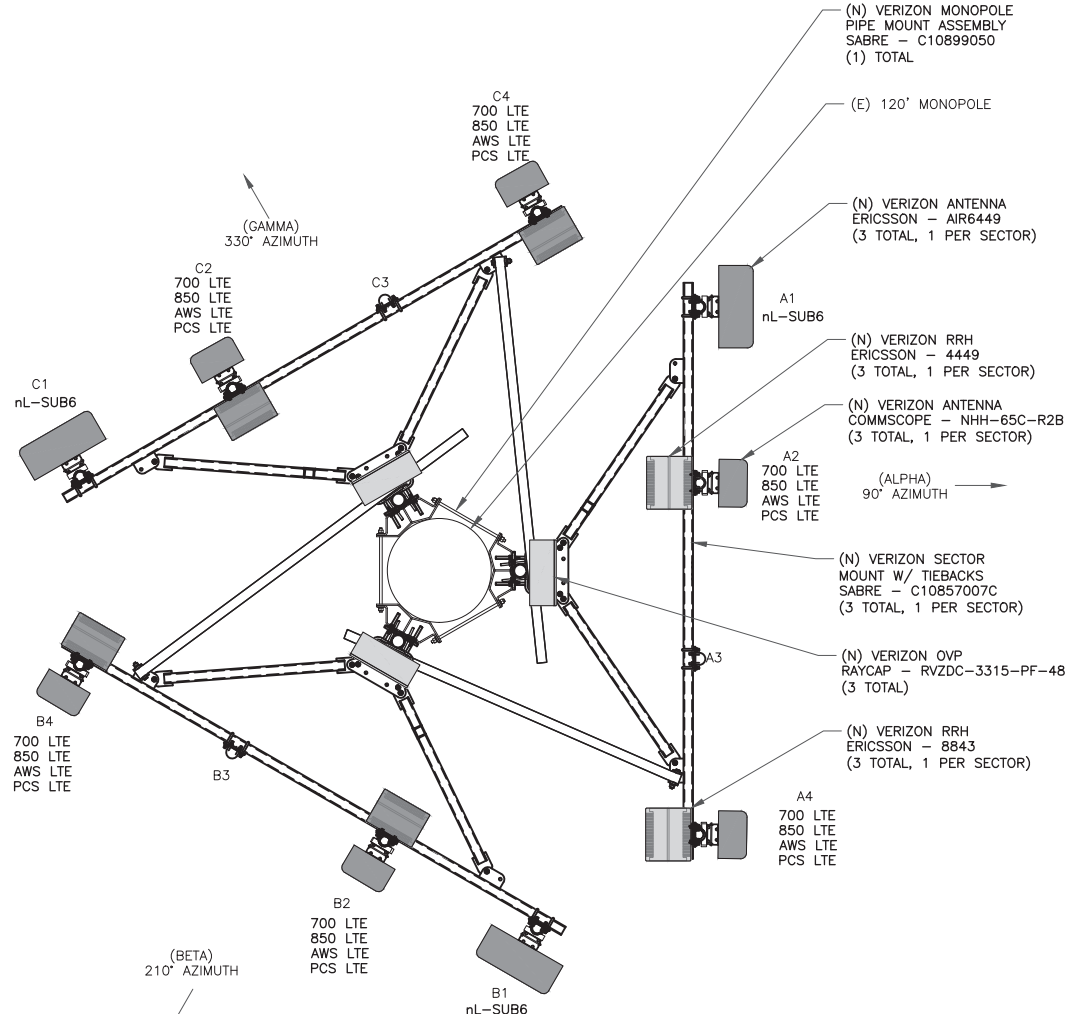 (N) VERIZON MONOPOLE
PIPE MOUNT ASSEMBLY
SABRE – C10899050
(1) TOTAL
(E) 120' MONOPOLE
C4
700 LTE
850 LTE
AWS LTE
PCS LTE
(GAMMA)
330° AZIMUTH
C3
C2
700 LTE
850 LTE
AWS LTE
PCS LTE
C1
nL-SUB6
(N) VERIZON ANTENNA
ERICSSON – AIR6449
(3 TOTAL, 1 PER SECTOR)
A1
nL-SUB6
(N) VERIZON RRH
ERICSSON – 4449
(3 TOTAL, 1 PER SECTOR)
(N) VERIZON ANTENNA
COMMSCOPE – NHH-65C-R2B
(3 TOTAL, 1 PER SECTOR)
A2
700 LTE
850 LTE
AWS LTE
PCS LTE
(ALPHA)
90° AZIMUTH
(N) VERIZON SECTOR
MOUNT W/ TIEBACKS
SABRE – C10857007C
(3 TOTAL, 1 PER SECTOR)
A3
(N) VERIZON OVP
RAYCAP – RVZDC-3315-PF-48
(3 TOTAL)
(N) VERIZON RRH
ERICSSON – 8843
(3 TOTAL, 1 PER SECTOR)
A4
700 LTE
850 LTE
AWS LTE
PCS LTE
B4
700 LTE
850 LTE
AWS LTE
PCS LTE
B3
B2
700 LTE
850 LTE
AWS LTE
PCS LTE
(BETA)
210° AZIMUTH
B1
nL-SUB6